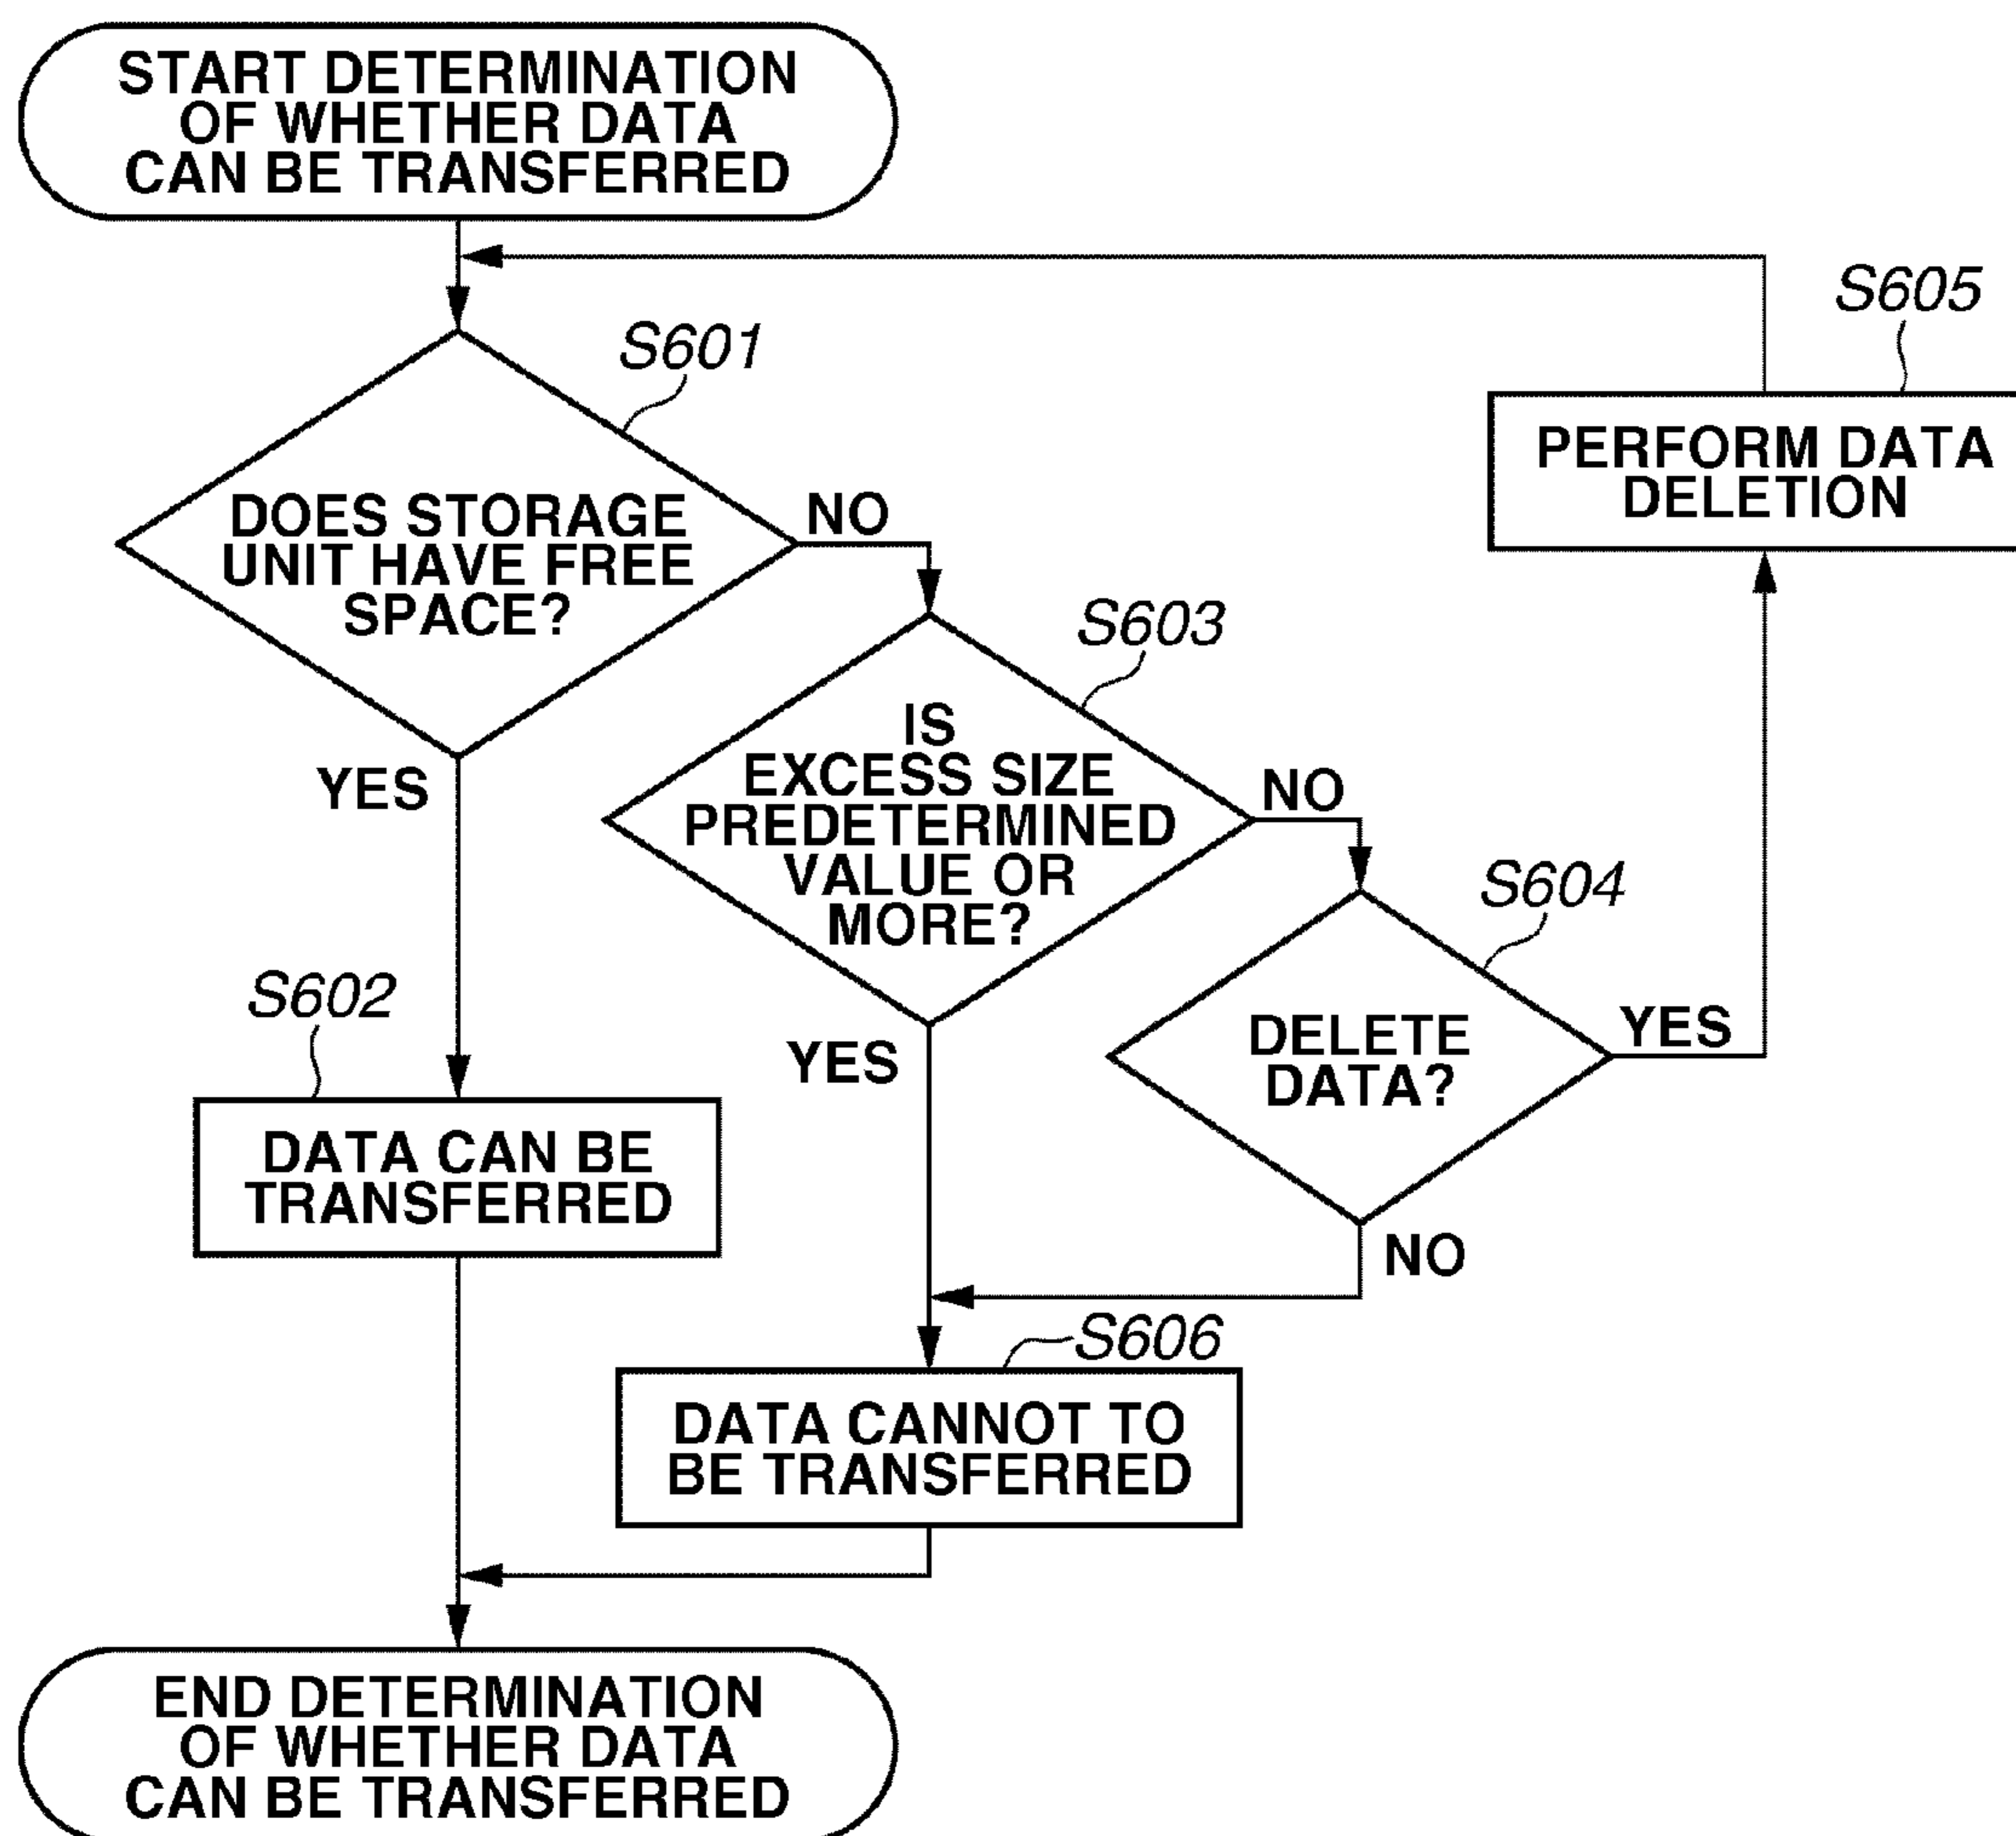 START DETERMINATION
OF WHETHER DATA
CAN BE TRANSFERRED
S605
S601
PERFORM DATA
DELETION
DOES STORAGE
UNIT HAVE FREE
SPACE?
NO
S603
IS
EXCESS SIZE
PREDETERMINED
VALUE OR
MORE?
YES
NO
S604
S602
DELETE
DATA?
YES
YES
DATA CAN BE
TRANSFERRED
NO
S606
DATA CANNOT TO
BE TRANSFERRED
END DETERMINATION
OF WHETHER DATA
CAN BE TRANSFERRED